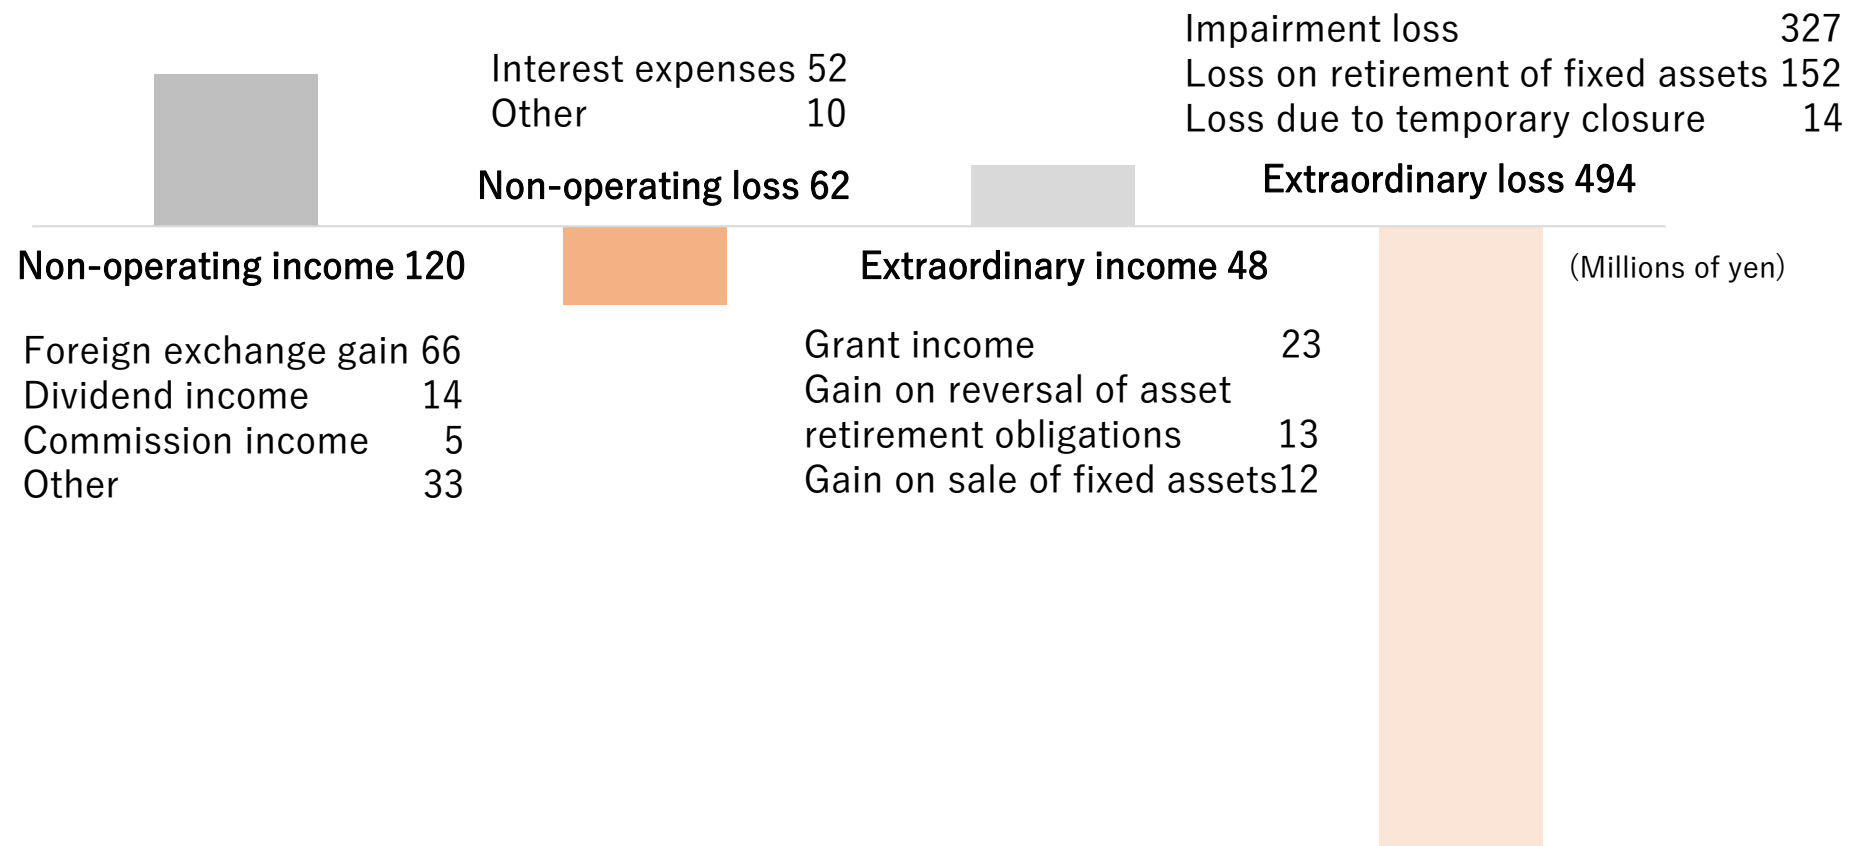 Impairment loss 327
Loss on retirement of fixed assets 152
Loss due to temporary closure 14
Extraordinary loss 494
Interest expenses 52
Other 10
Non-operating loss 62
Non-operating income 120
Foreign exchange gain 66
Dividend income 14
Commission income 5
Other 33
Extraordinary income 48
Grant income 23
Gain on reversal of asset
retirement obligations 13
Gain on sale of fixed assets12
(Millions of yen)